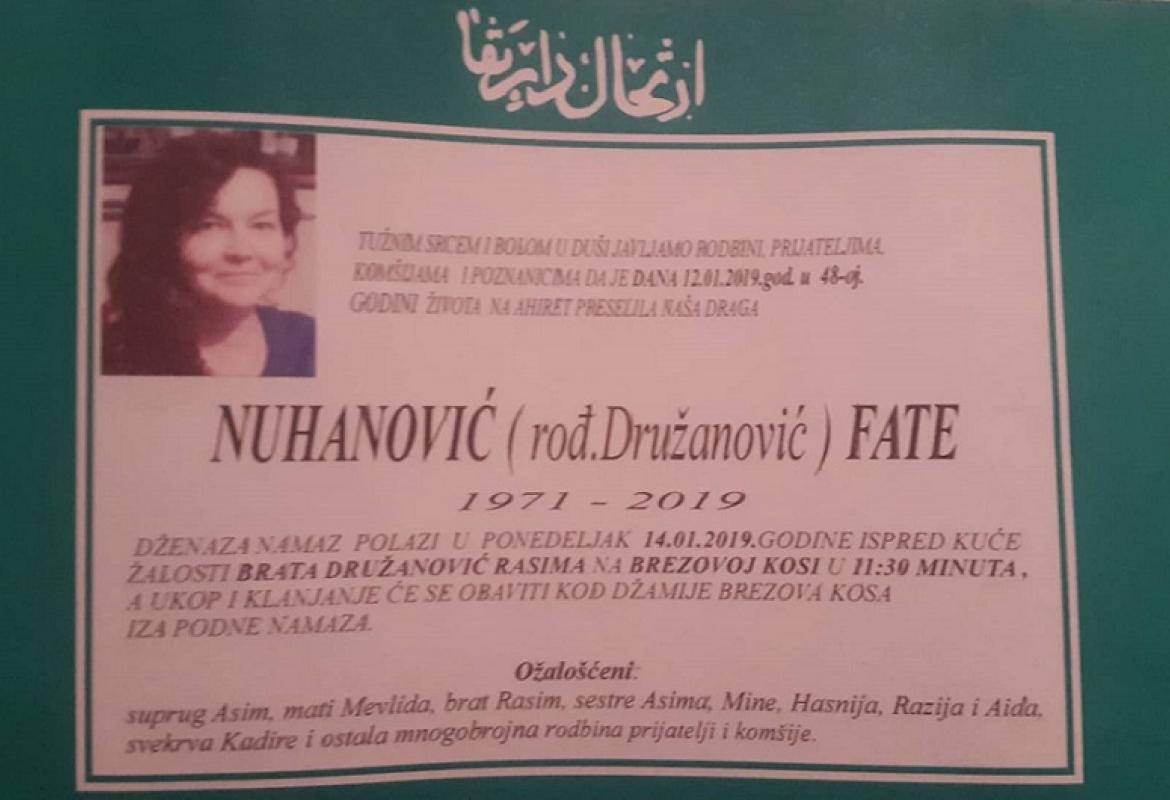 ارتحال داربقا
TUŽNIM SRCEM I BOLOM U DUŠI JAVLJAMO RODBINI, PRIJATELJIMA,
KOMŠIJAMA I POZNANICIMA DA JE DANA 12.01.2019.god. u 48-oj.
GODINI ŽIVOTA NA AHIRET PRESELILA NAŠA DRAGA
NUHANOVIĆ ( rođ.Družanović ) FATE
1971 - 2019
DŽENAZA NAMAZ POLAZI U PONEDELJAK 14.01.2019.GODINE ISPRED KUĆE
ŽALOSTI BRATA DRUŽANOVIĆ RASIMA NA BREZOVOJ KOSI U 11:30 MINUTA ,
A UKOP I KLANJANJE ĆE SE OBAVITI KOD DŽAMIJE BREZOVA KOSA
IZA PODNE NAMAZA.
Ožalošćeni:
suprug Asim, mati Mevlida, brat Rasim, sestre Asima, Mine, Hasnija, Razija i Aida,
svekrva Kadire i ostala mnogobrojna rodbina prijatelji i komšije.